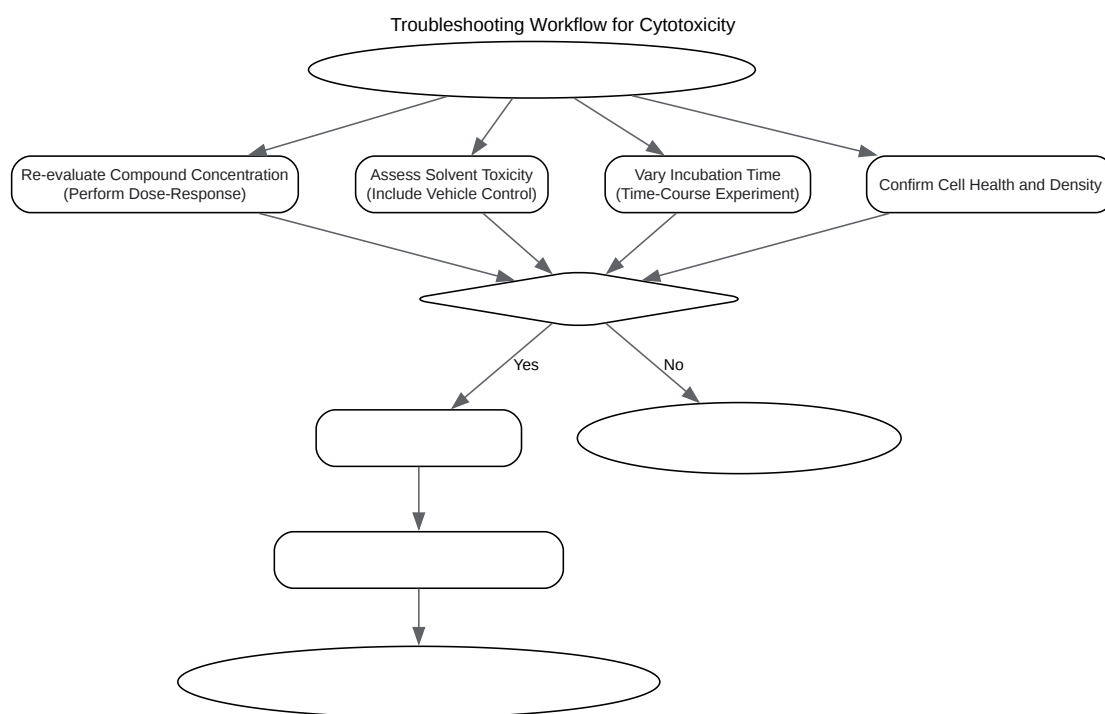 Troubleshooting Workflow for Cytotoxicity
Re-evaluate Compound Concentration
(Perform Dose-Response)
Assess Solvent Toxicity
(Include Vehicle Control)
Vary Incubation Time
(Time-Course Experiment)
Confirm Cell Health and Density
Yes
No